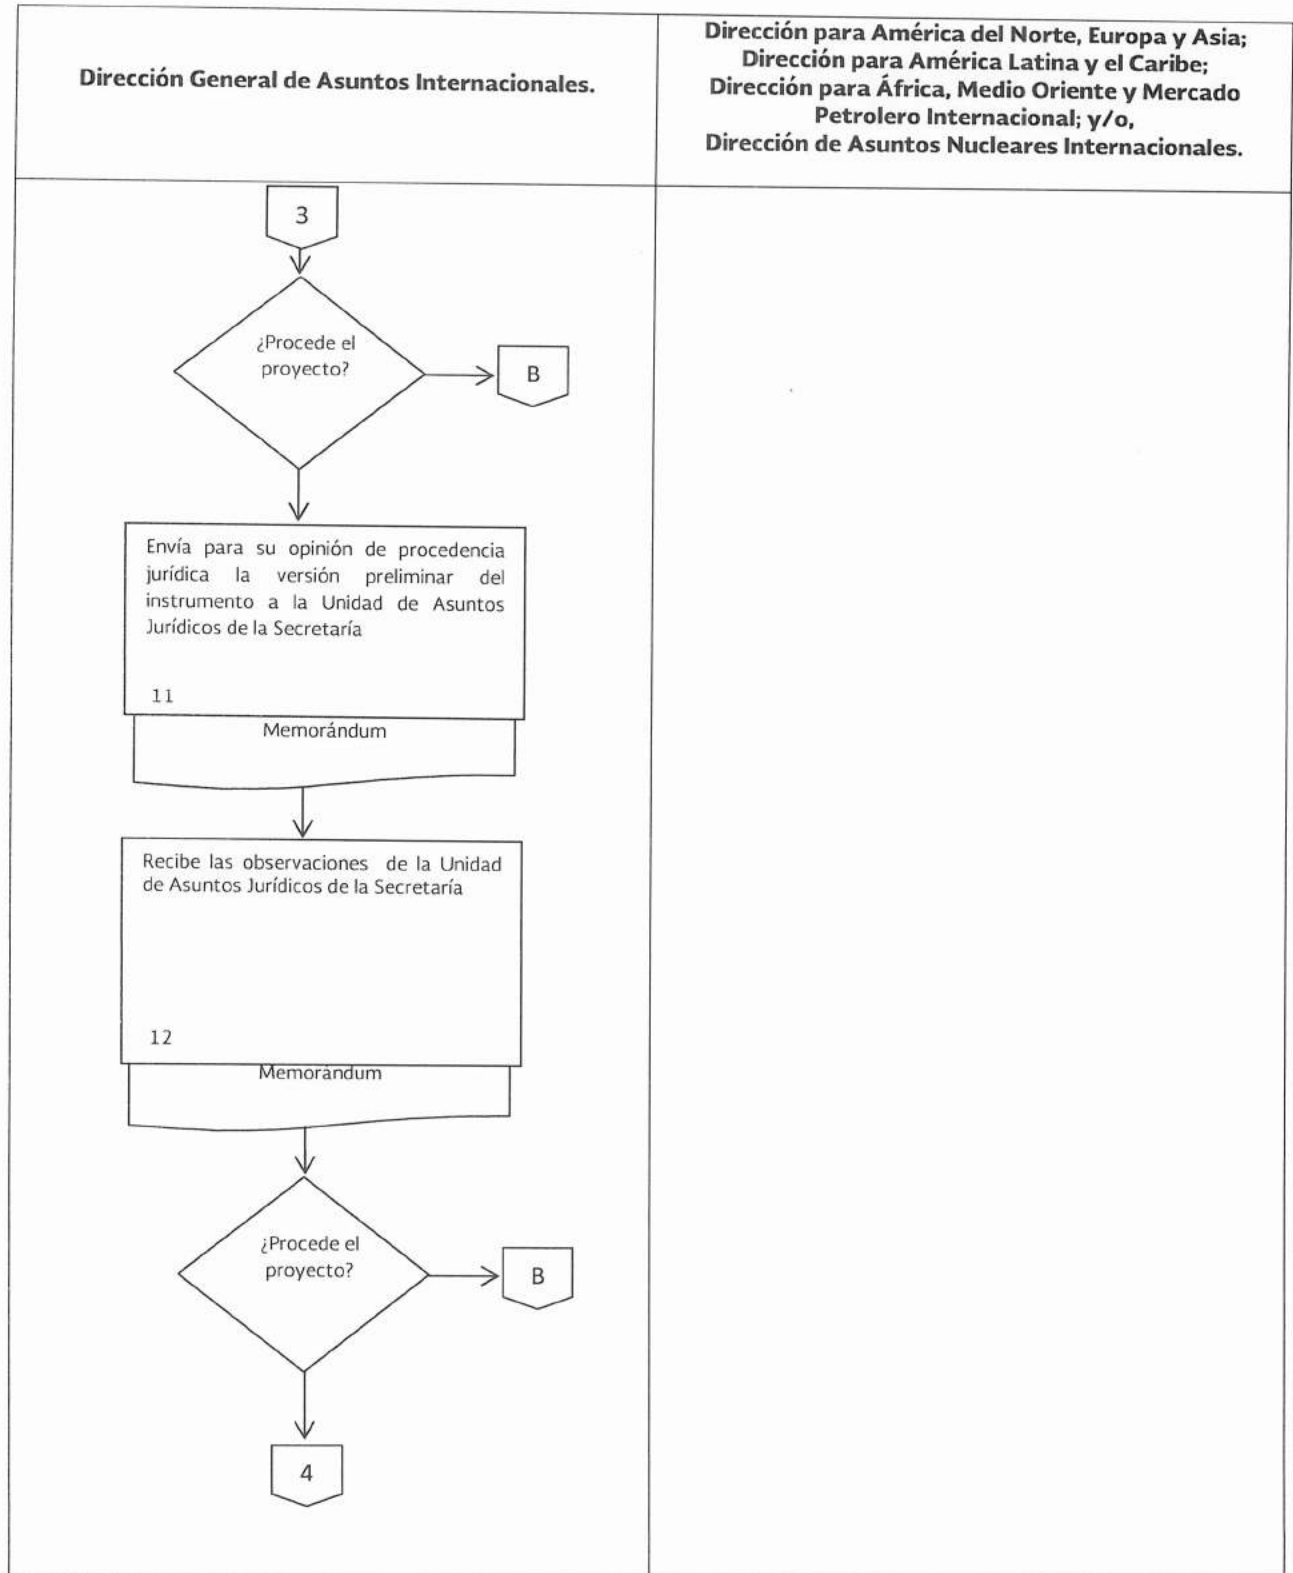 Dirección General de Asuntos Internacionales.
Dirección para América del Norte, Europa y Asia;
Dirección para América Latina y el Caribe;
Dirección para África, Medio Oriente y Mercado
Petrolero Internacional; y/o,
Dirección de Asuntos Nucleares Internacionales.
3
¿Procede el
proyecto?
B
Envía para su opinión de procedencia
jurídica la versión preliminar del
instrumento a la Unidad de Asuntos
Jurídicos de la Secretaría
11
Memorándum
Recibe las observaciones de la Unidad
de Asuntos Jurídicos de la Secretaría
12
Memorándum
¿Procede el
proyecto?
B
4